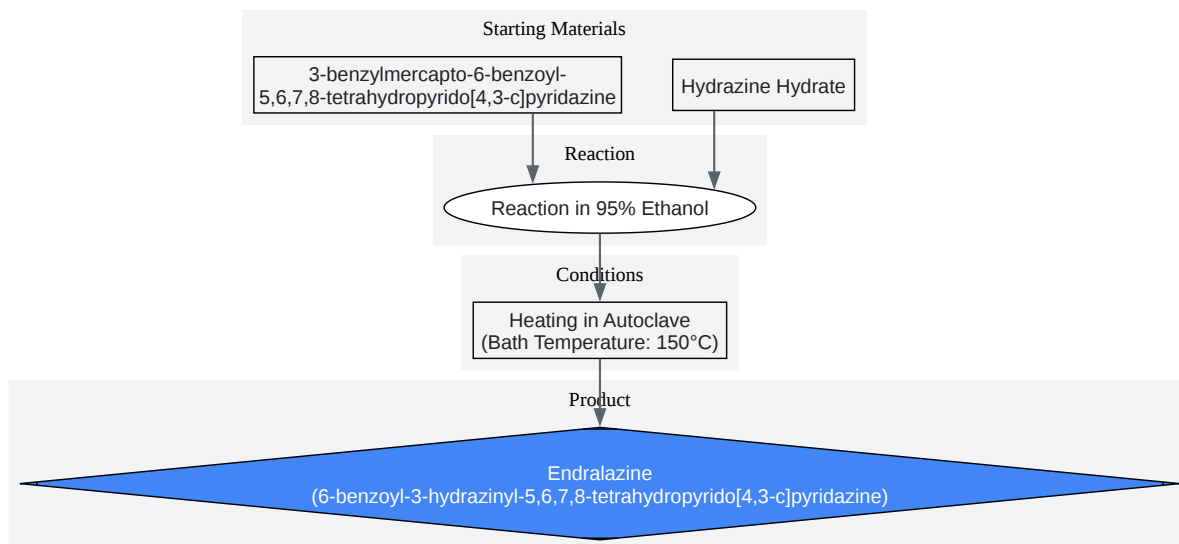 Starting Materials
3-benzylmercapto-6-benzoyl-
5,6,7,8-tetrahydropyrido[4,3-c]pyridazine
Hydrazine Hydrate
Reaction
Reaction in 95% Ethanol
Conditions
Heating in Autoclave
(Bath Temperature: 150°C)
Product
Endralazine
(6-benzoyl-3-hydrazinyl-5,6,7,8-tetrahydropyrido[4,3-c]pyridazine)